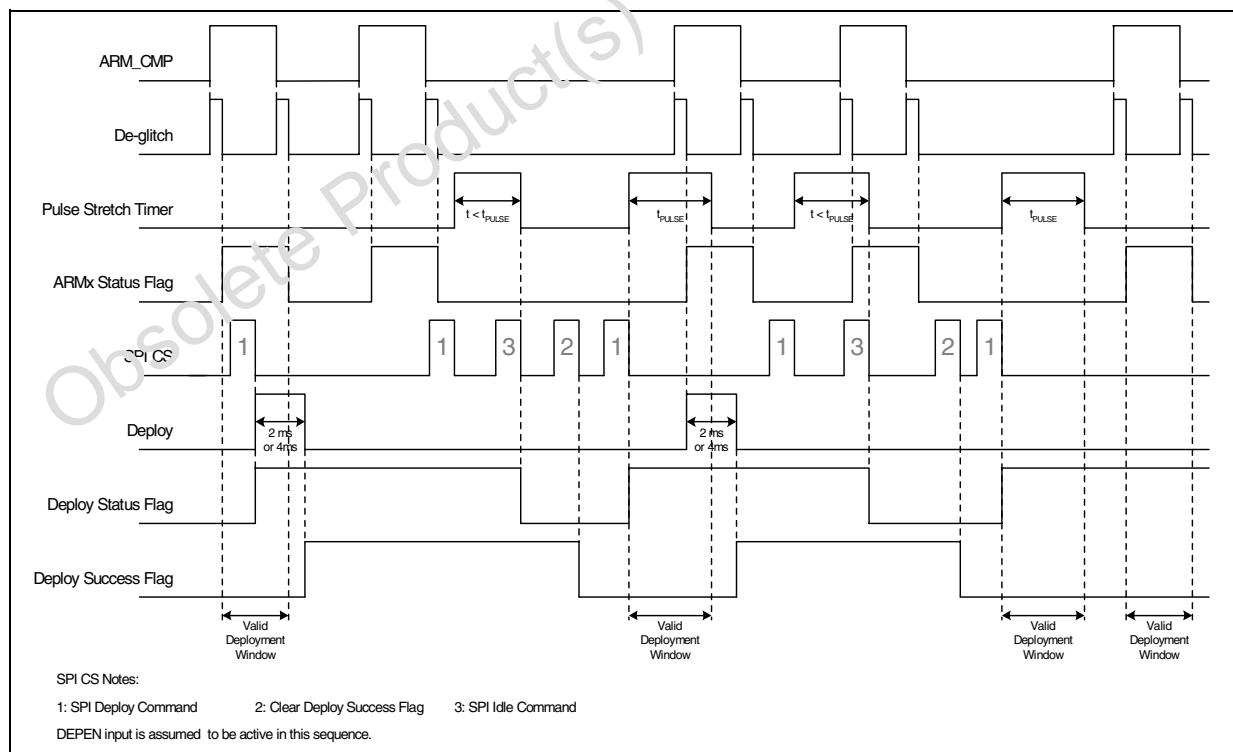 Obsolete Product(s)
ARM_CMP
De-glitch
Pulse Stretch Timer
t < tPULSE
tPULSE
t < tPULSE
tPULSE
ARMx Status Flag
SPI CS
1
1
3
2
1
1
3
2
1
Deploy
2 ms
or 4ms
2 ms
or 4ms
Deploy Status Flag
Deploy Success Flag
Valid
Deployment
Window
Valid
Deployment
Window
Valid
Deployment
Window
Valid
Deployment
Window
SPI CS Notes:
1: SPI Deploy Command 2: Clear Deploy Success Flag 3: SPI Idle Command
DEPEN input is assumed to be active in this sequence.